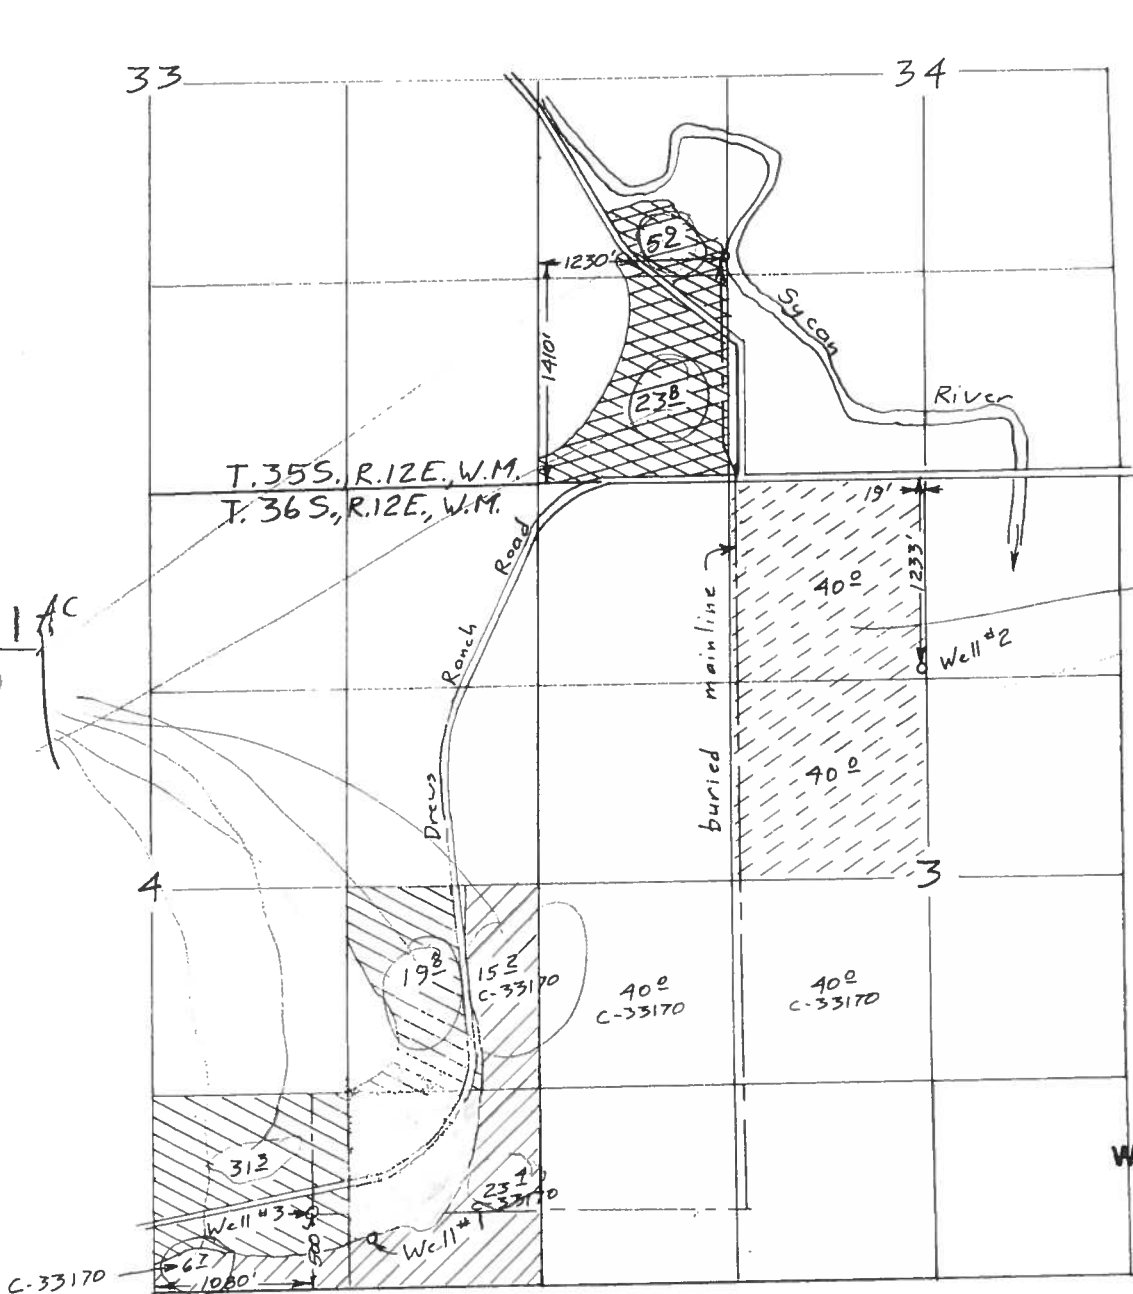 33
34
52
1230'
1410'
Sycan
River
23 8
T. 35 S., R. 12 E., W.M.
T. 36 S., R. 12 E., W.M.
19'
1233'
Road
Ranch
Drews
buried mainline
40 0
Well #2
1 AC
40 0
4
3
19 8
15 2
C-33170
40 0
C-33170
40 0
C-33170
31 3
W
23 4
C-33170
Well #3
500'
Well #1
C-33170
6 7
1080'